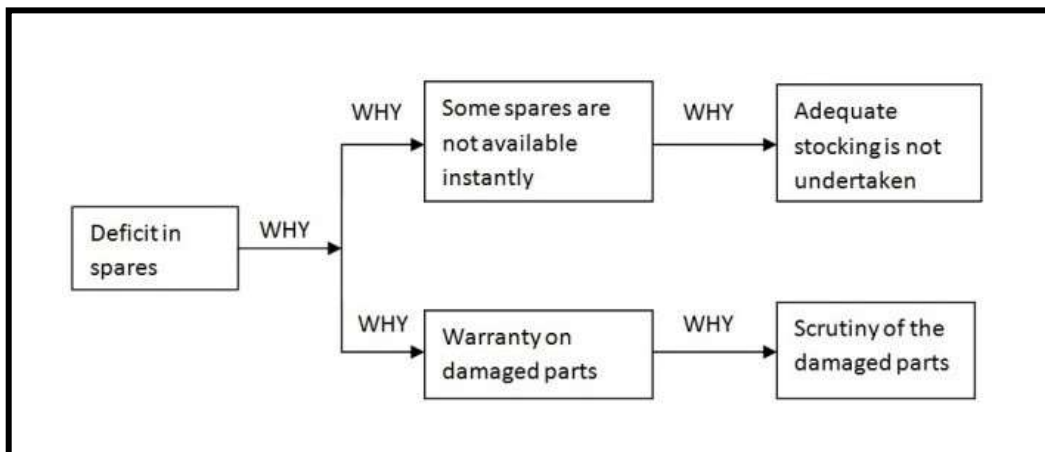 WHY
Some spares are
not available
instantly
WHY
Adequate
stocking is not
undertaken
Deficit in
spares
WHY
WHY
Warranty on
damaged parts
WHY
Scrutiny of the
damaged parts